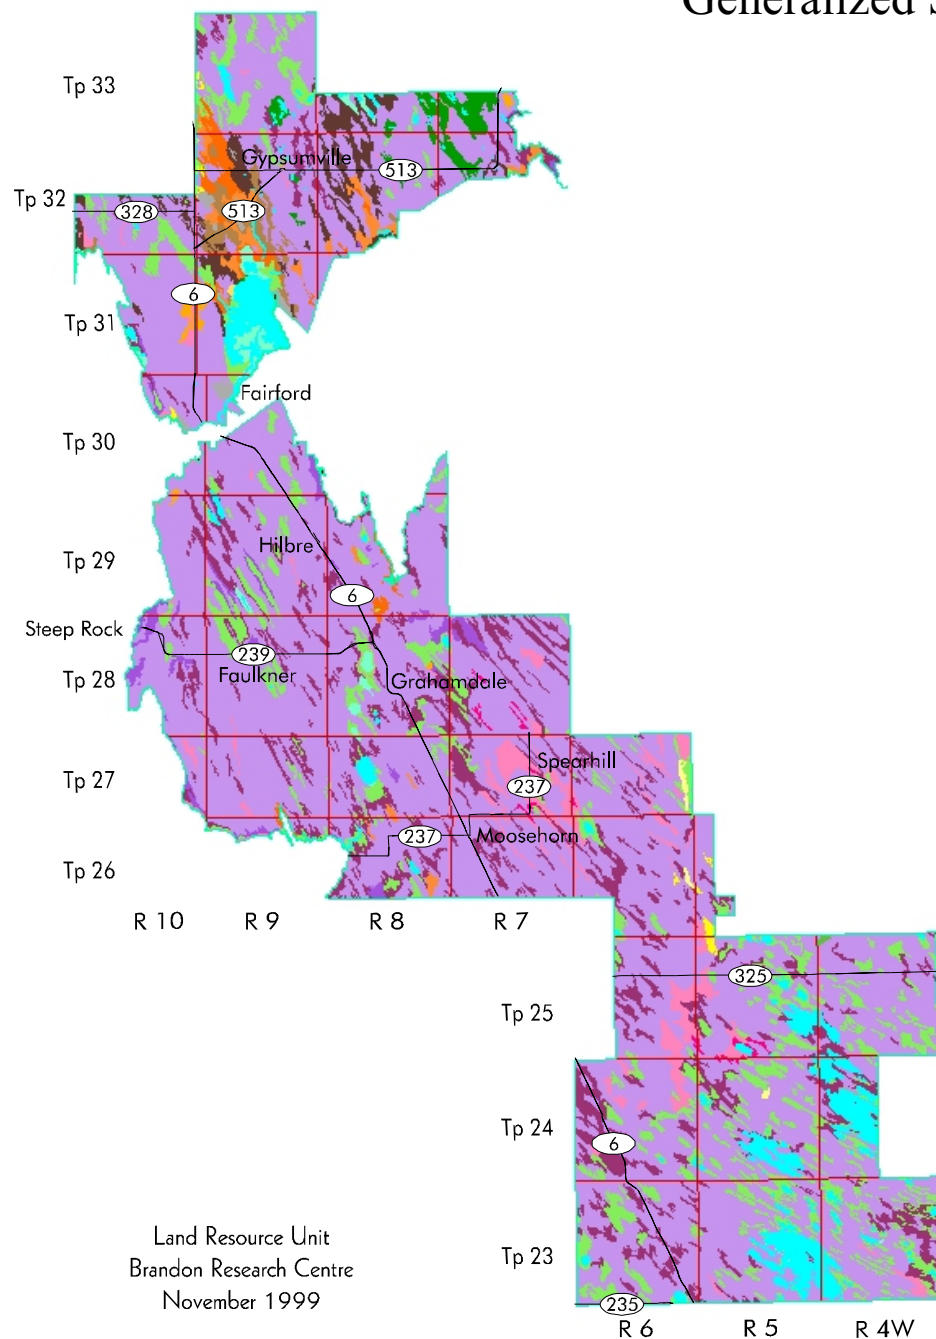 Generalized S
Tp 33
Gypsumville
513
Tp 32
328
513
6
Tp 31
Fairford
Tp 30
Hilbre
Tp 29
6
Steep Rock
239
Faulkner
Tp 28
Grahamdale
Spearhill
Tp 27
237
237
Moosehorn
Tp 26
R 10
R 9
R 8
R 7
325
Tp 25
Tp 24
6
Land Resource Unit
Brandon Research Centre
November 1999
Tp 23
235
R 6
R 5
R 4W